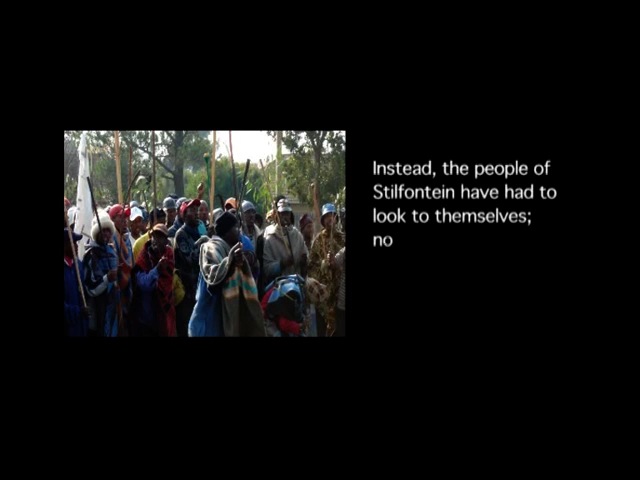 Instead, the people of
Stilfontein have had to
look to themselves;
no